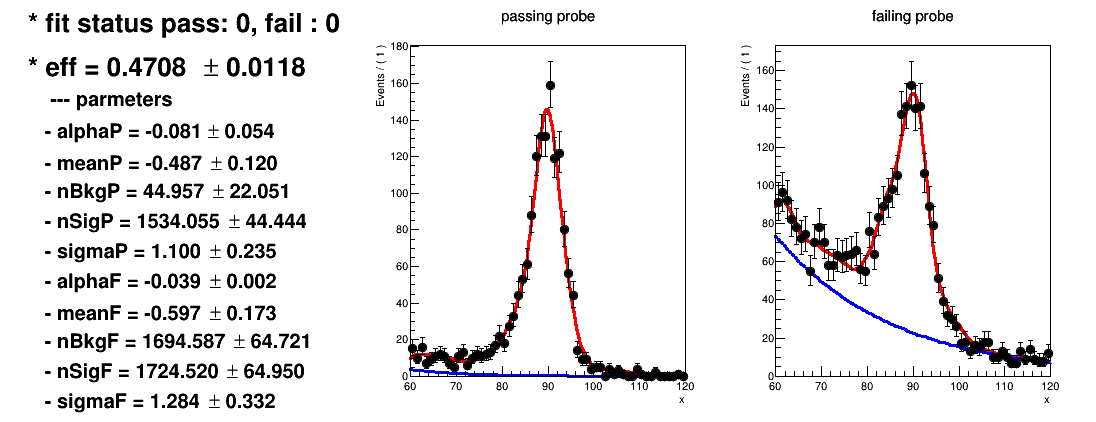 * fit status pass: 0, fail : 0
* eff = 0.4708 ± 0.0118
--- parmeters
- alphaP = -0.081 ± 0.054
- meanP = -0.487 ± 0.120
- nBkgP = 44.957 ± 22.051
- nSigP = 1534.055 ± 44.444
- sigmaP = 1.100 ± 0.235
- alphaF = -0.039 ± 0.002
- meanF = -0.597 ± 0.173
- nBkgF = 1694.587 ± 64.721
- nSigF = 1724.520 ± 64.950
- sigmaF = 1.284 ± 0.332
passing probe
Events / ( 1 )
180
160
140
120
100
80
60
40
20
0
60 70 80 90 100 110 120
x
failing probe
Events / ( 1 )
160
140
120
100
80
60
40
20
0
60 70 80 90 100 110 120
x